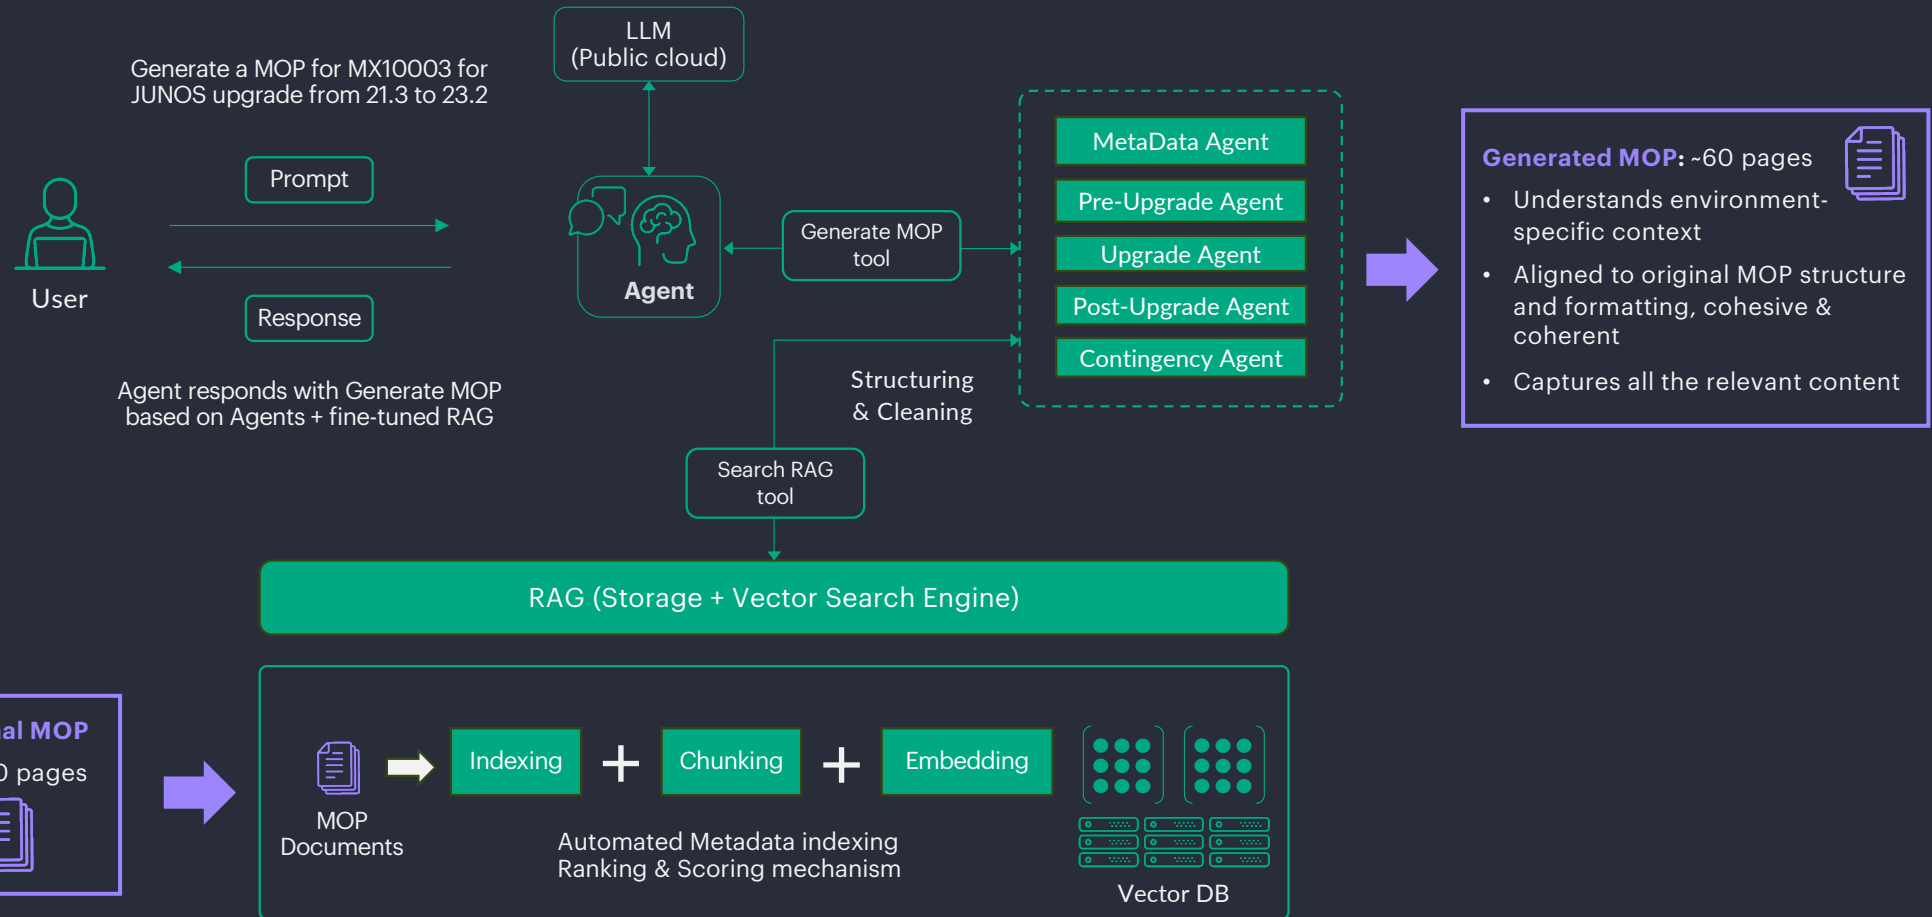 LLM
(Public cloud)
Generate a MOP for MX10003 for
JUNOS upgrade from 21.3 to 23.2
Prompt
User
Response
Agent responds with Generate MOP
based on Agents + fine-tuned RAG
Agent
Generate MOP
tool
MetaData Agent
Pre-Upgrade Agent
Upgrade Agent
Post-Upgrade Agent
Contingency Agent
Generated MOP: ~60 pages
• Understands environment-
specific context
• Aligned to original MOP structure
and formatting, cohesive &
coherent
• Captures all the relevant content
Structuring
& Cleaning
Search RAG
tool
RAG (Storage + Vector Search Engine)
MOP
pages
MOP
Documents
Indexing
+
Chunking
+
Embedding
Automated Metadata indexing
Ranking & Scoring mechanism
Vector DB